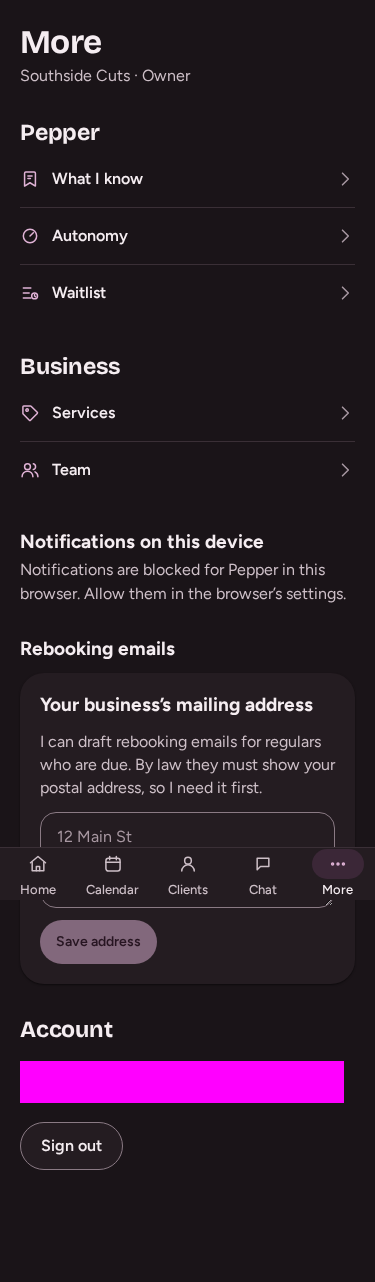 More
Southside Cuts · Owner
Pepper
What I know
Autonomy
Waitlist
Business
Services
Team
Notifications on this device
Notifications are blocked for Pepper in this
browser. Allow them in the browser’s settings.
Rebooking emails
Your business’s mailing address
I can draft rebooking emails for regulars
who are due. By law they must show your
postal address, so I need it first.
12 Main St
Home
Calendar
Clients
Chat
More
Save address
Account
Sign out